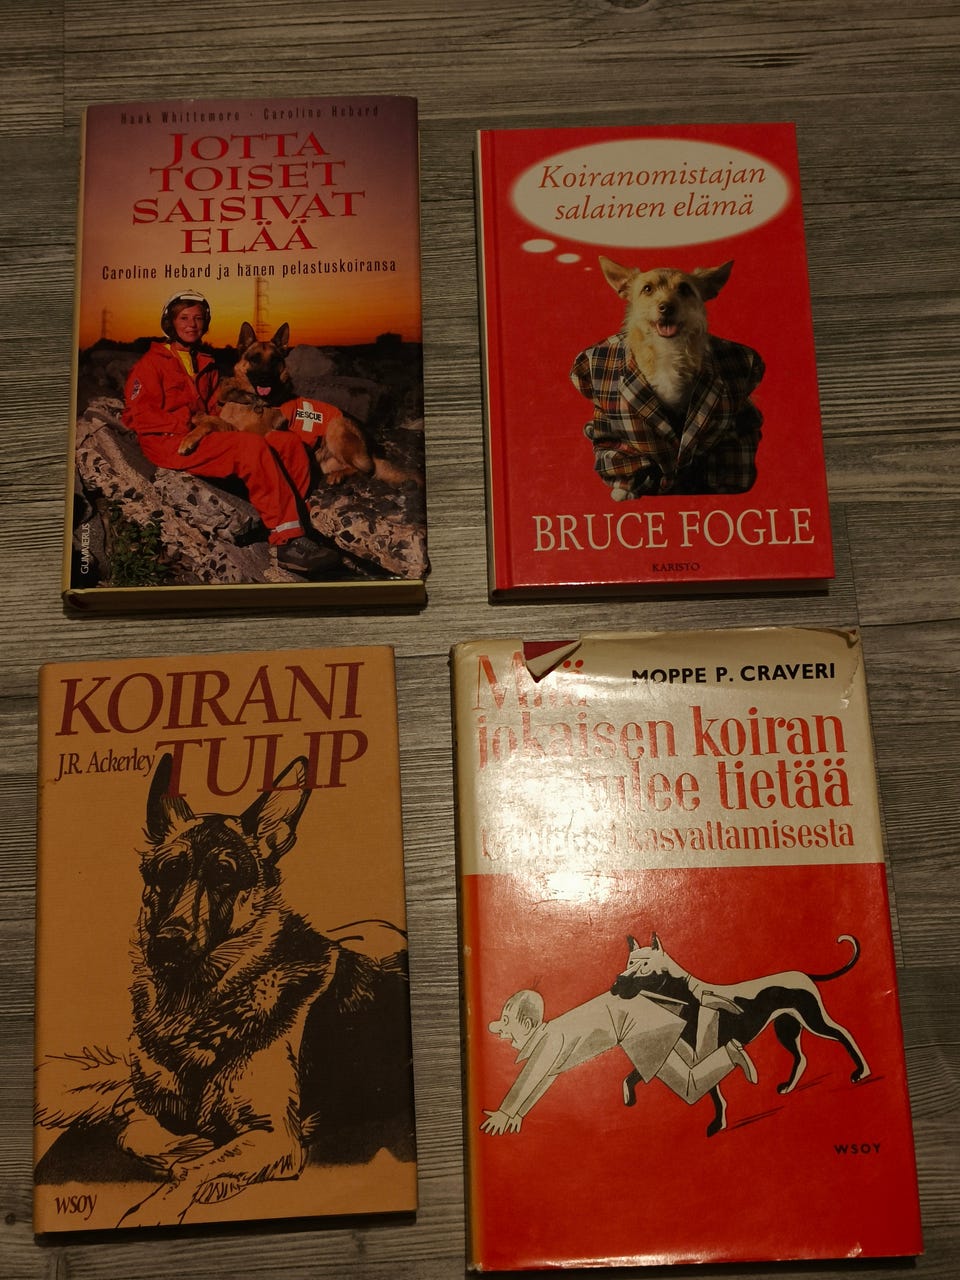 Hank Whittemore · Caroline Hebard
JOTTA
TOISET
SAISIVAT
ELÄÄ
Caroline Hebard ja hänen pelastuskoiransa
RESCUE
GUMMERUS
Koiranomistajan
salainen elämä
BRUCE FOGLE
KARISTO
KOIRANI
TULIP
J.R. Ackerley
wsoy
MOPPE P. CRAVERI
Mitä
jokaisen koiran
tulee tietää
kasvattamisesta
WSOY